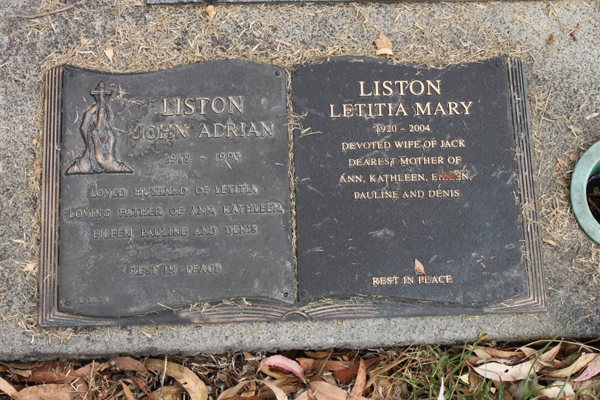 LISTON
JOHN ADRIAN
LOVED HUSBAND OF LETITIA
LOVING FATHER OF ANN, KATHLEEN,
EILEEN, PAULINE AND DENIS
REST IN PEACE
LISTON
LETITIA MARY
1920 - 2004
DEVOTED WIFE OF JACK
DEAREST MOTHER OF
ANN, KATHLEEN, EILEEN,
PAULINE AND DENIS
REST IN PEACE